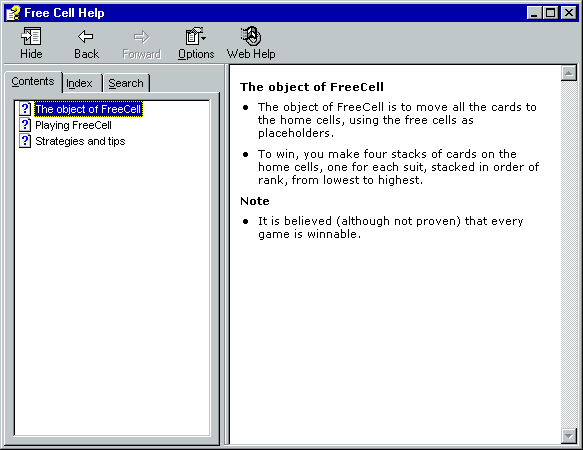 Free Cell Help
Hide Back Forward Options Web Help
Contents Index Search
The object of FreeCell
Playing FreeCell
Strategies and tips
The object of FreeCell
• The object of FreeCell is to move all the cards to
the home cells, using the free cells as
placeholders.
• To win, you make four stacks of cards on the
home cells, one for each suit, stacked in order of
rank, from lowest to highest.
Note
• It is believed (although not proven) that every
game is winnable.